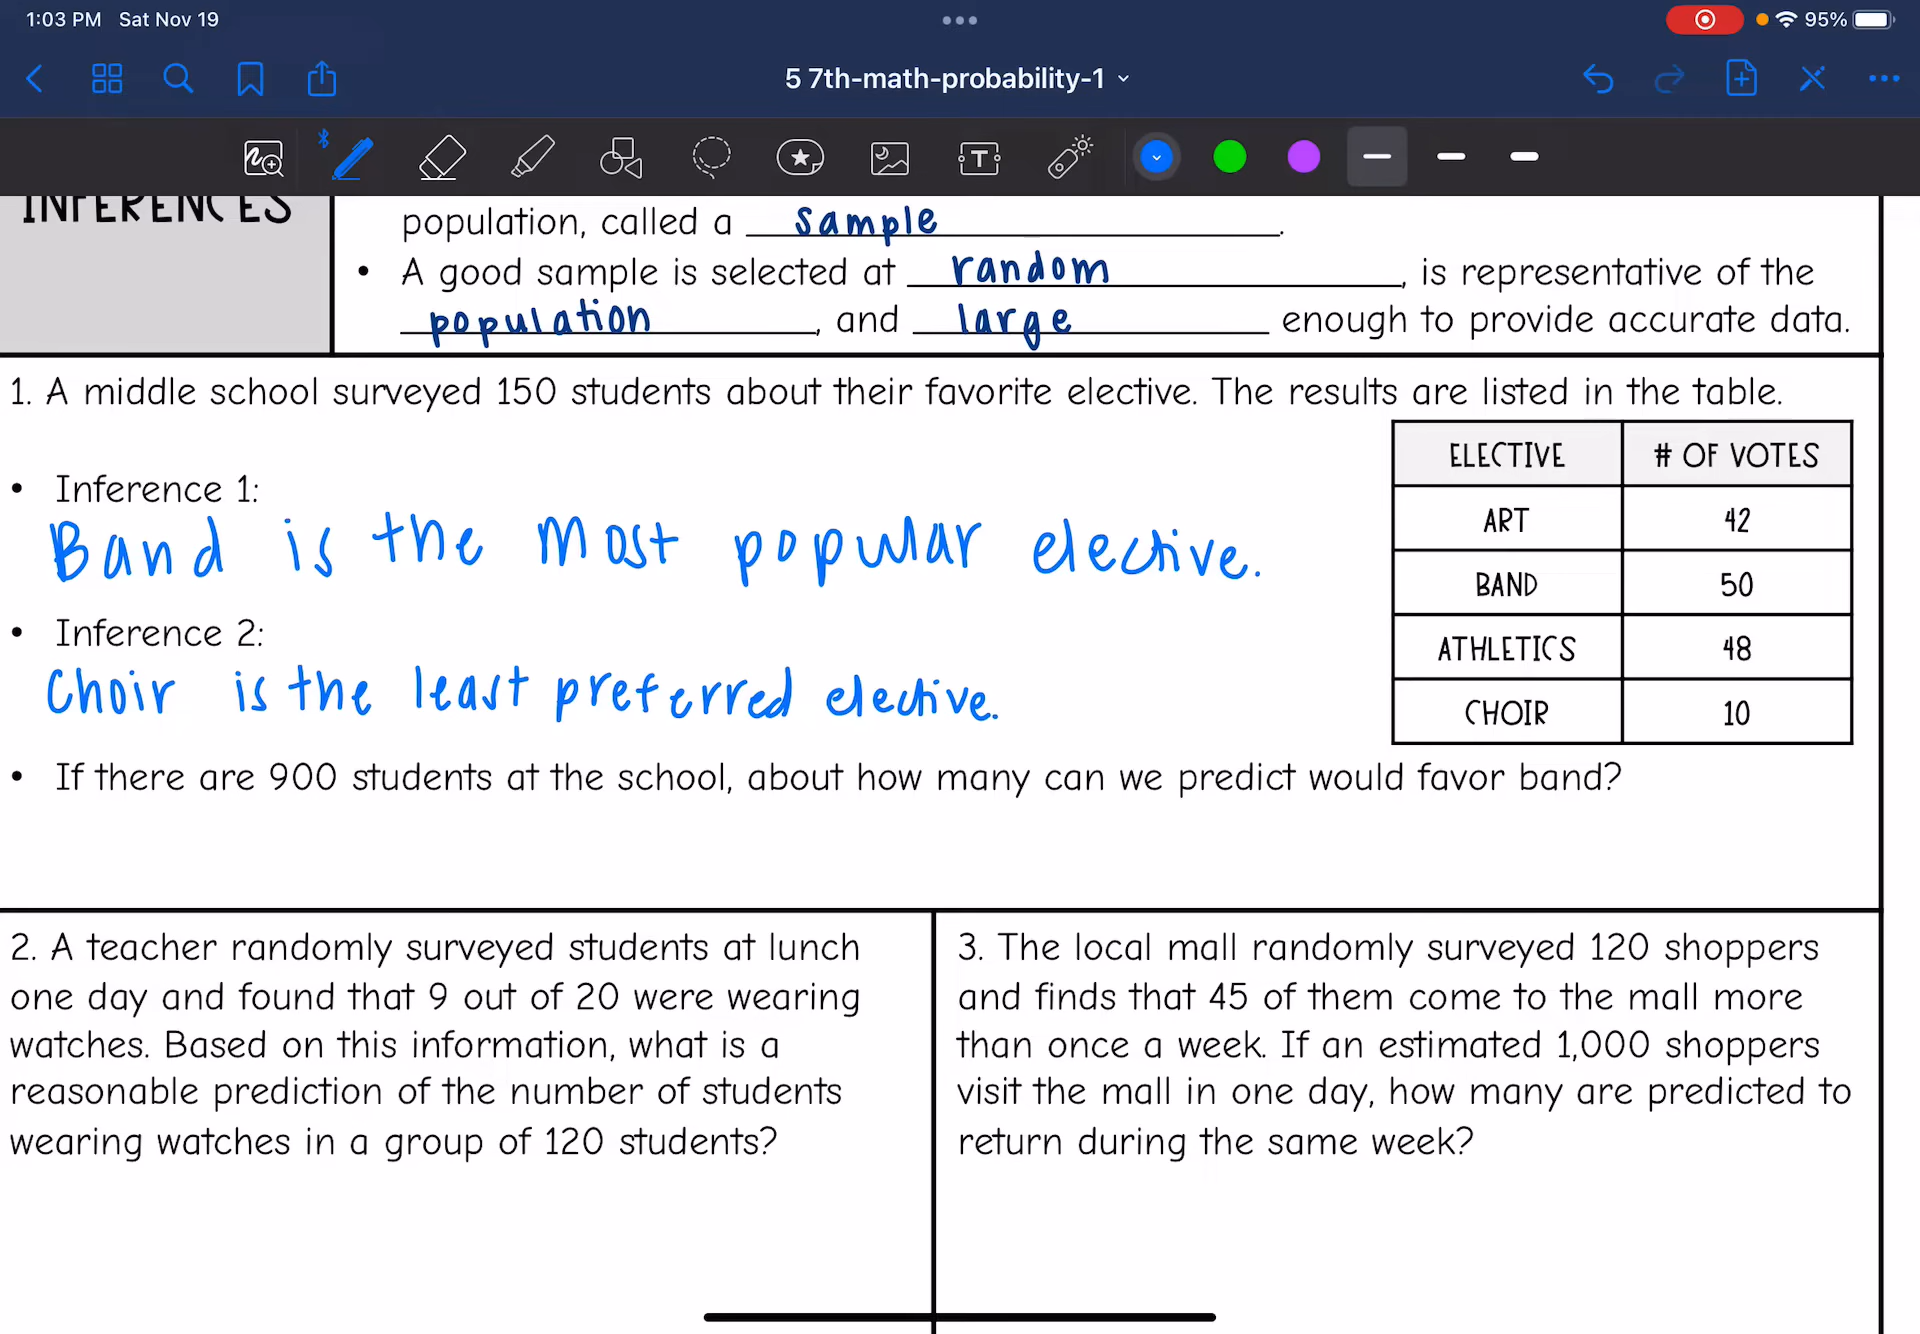 1:03 PM Sat Nov 19
95%
5 7th-math-probability-1
T
INFERENCES
population, called a sample.
• A good sample is selected at random, is representative of the
population, and large enough to provide accurate data.
1. A middle school surveyed 150 students about their favorite elective. The results are listed in the table.
• Inference 1:
Band is the most popular elective.
• Inference 2:
Choir is the least preferred elective.
ELECTIVE # OF VOTES
ART 42
BAND 50
ATHLETICS 48
CHOIR 10
• If there are 900 students at the school, about how many can we predict would favor band?
2. A teacher randomly surveyed students at lunch
one day and found that 9 out of 20 were wearing
watches. Based on this information, what is a
reasonable prediction of the number of students
wearing watches in a group of 120 students?
3. The local mall randomly surveyed 120 shoppers
and finds that 45 of them come to the mall more
than once a week. If an estimated 1,000 shoppers
visit the mall in one day, how many are predicted to
return during the same week?